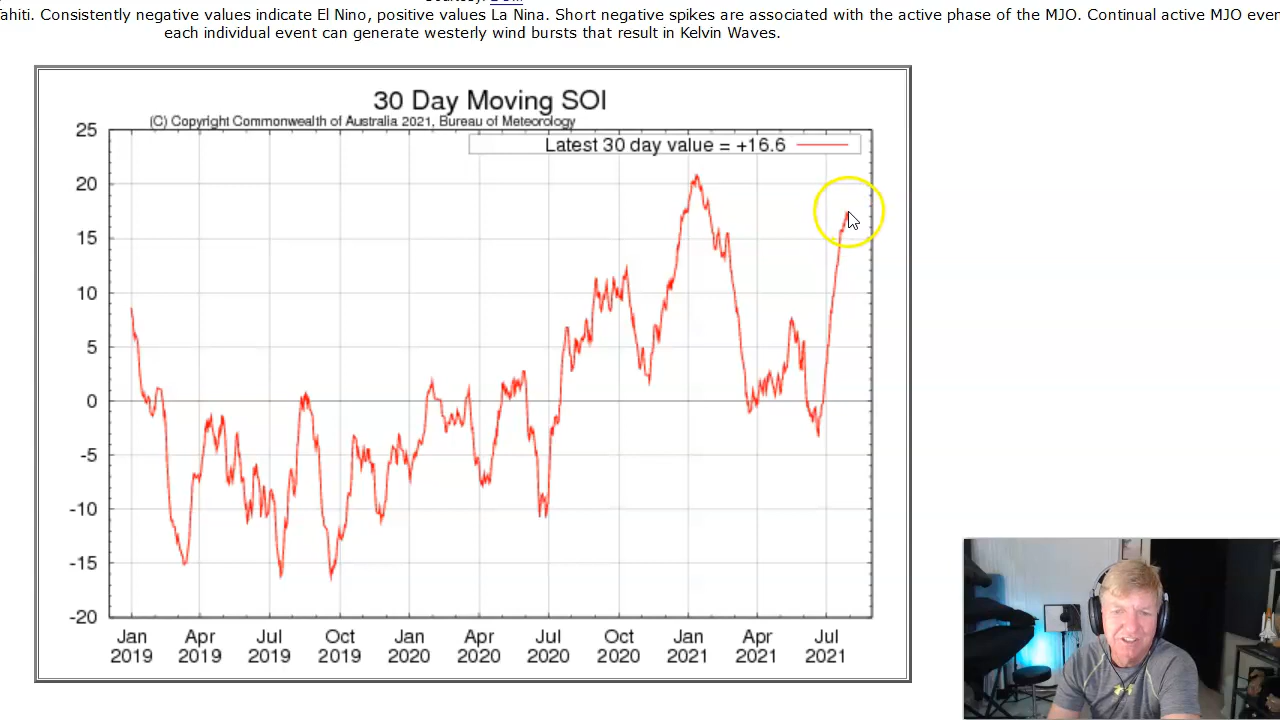 Tahiti. Consistently negative values indicate El Nino, positive values La Nina. Short negative spikes are associated with the active phase of the MJO. Continual active MJO
each individual event can generate westerly wind bursts that result in Kelvin Waves.
30 Day Moving SOI
(C) Copyright Commonwealth of Australia 2021, Bureau of Meteorology
Latest 30 day value = +16.6
25
20
15
10
5
0
-5
-10
-15
-20
Jan Apr Jul Oct Jan Apr Jul Oct Jan Apr Jul
2019 2019 2019 2019 2020 2020 2020 2020 2021 2021 2021